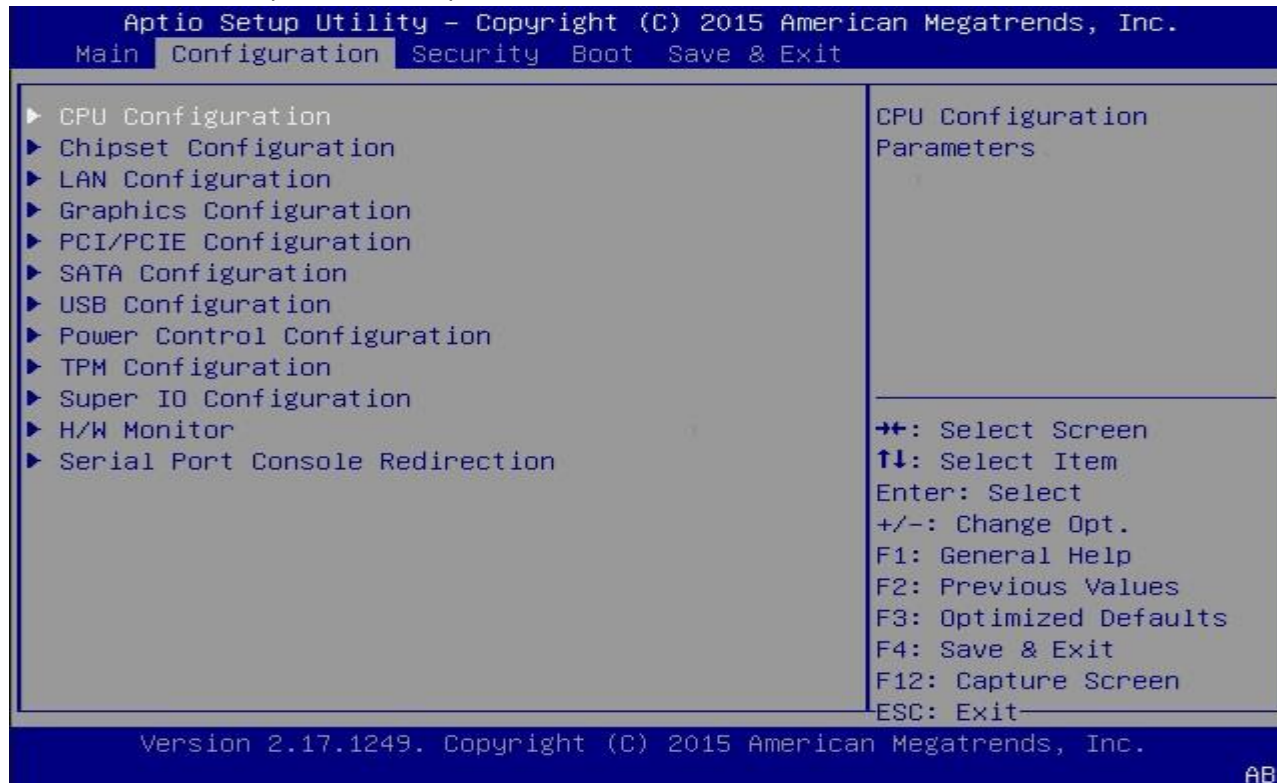 Aptio Setup Utility – Copyright (C) 2015 American Megatrends, Inc.
Main Configuration Security Boot Save & Exit
► CPU Configuration
► Chipset Configuration
► LAN Configuration
► Graphics Configuration
► PCI/PCIE Configuration
► SATA Configuration
► USB Configuration
► Power Control Configuration
► TPM Configuration
► Super IO Configuration
► H/W Monitor
► Serial Port Console Redirection
CPU Configuration
Parameters
→←: Select Screen
↑↓: Select Item
Enter: Select
+/-: Change Opt.
F1: General Help
F2: Previous Values
F3: Optimized Defaults
F4: Save & Exit
F12: Capture Screen
ESC: Exit
Version 2.17.1249. Copyright (C) 2015 American Megatrends, Inc.
AB